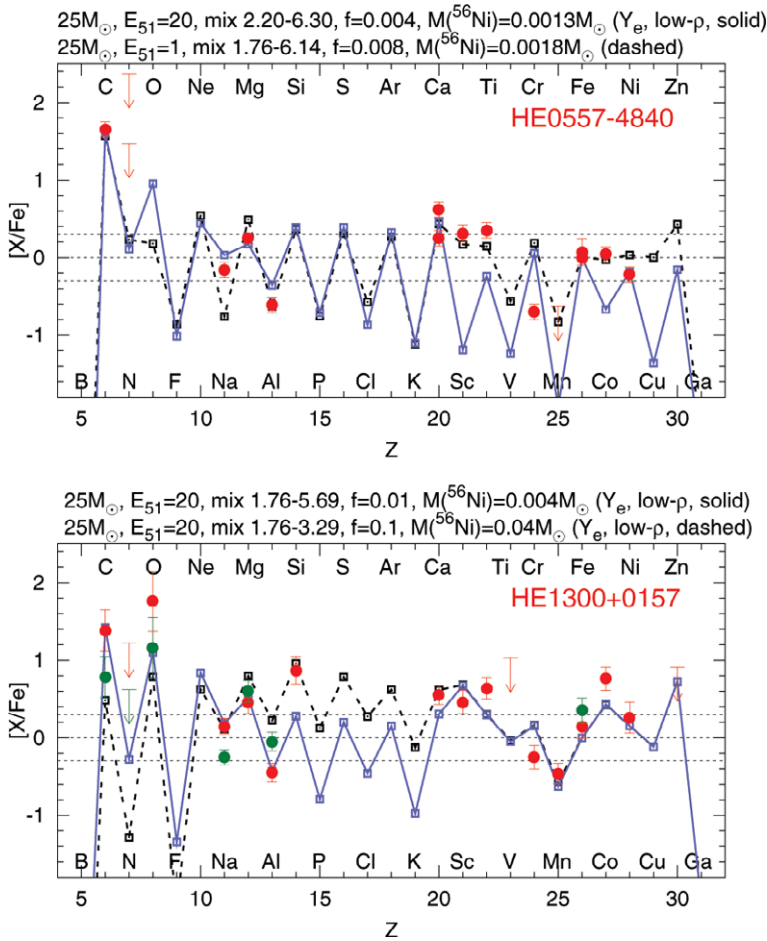 25M☉, E51=20, mix 2.20-6.30, f=0.004, M(56Ni)=0.0013M☉ (Ye, low-ρ, solid)
25M☉, E51=1, mix 1.76-6.14, f=0.008, M(56Ni)=0.0018M☉ (dashed)
C O Ne Mg Si S Ar Ca Ti Cr Fe Ni Zn
HE0557-4840
2
1
0
-1
[X/Fe]
B N F Na Al P Cl K Sc V Mn Co Cu Ga
5 10 15 20 25 30
Z
25M☉, E51=20, mix 1.76-5.69, f=0.01, M(56Ni)=0.004M☉ (Ye, low-ρ, solid)
25M☉, E51=20, mix 1.76-3.29, f=0.1, M(56Ni)=0.04M☉ (Ye, low-ρ, dashed)
C O Ne Mg Si S Ar Ca Ti Cr Fe Ni Zn
HE1300+0157
2
1
0
-1
[X/Fe]
B N F Na Al P Cl K Sc V Mn Co Cu Ga
5 10 15 20 25 30
Z